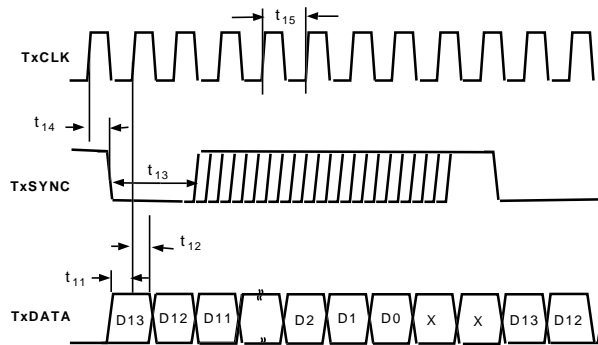 t15
TxCLK
t14
t13
TxSYNC
t12
t11
TxDATA D13 D12 D11 D2 D1 D0 X X D13 D12